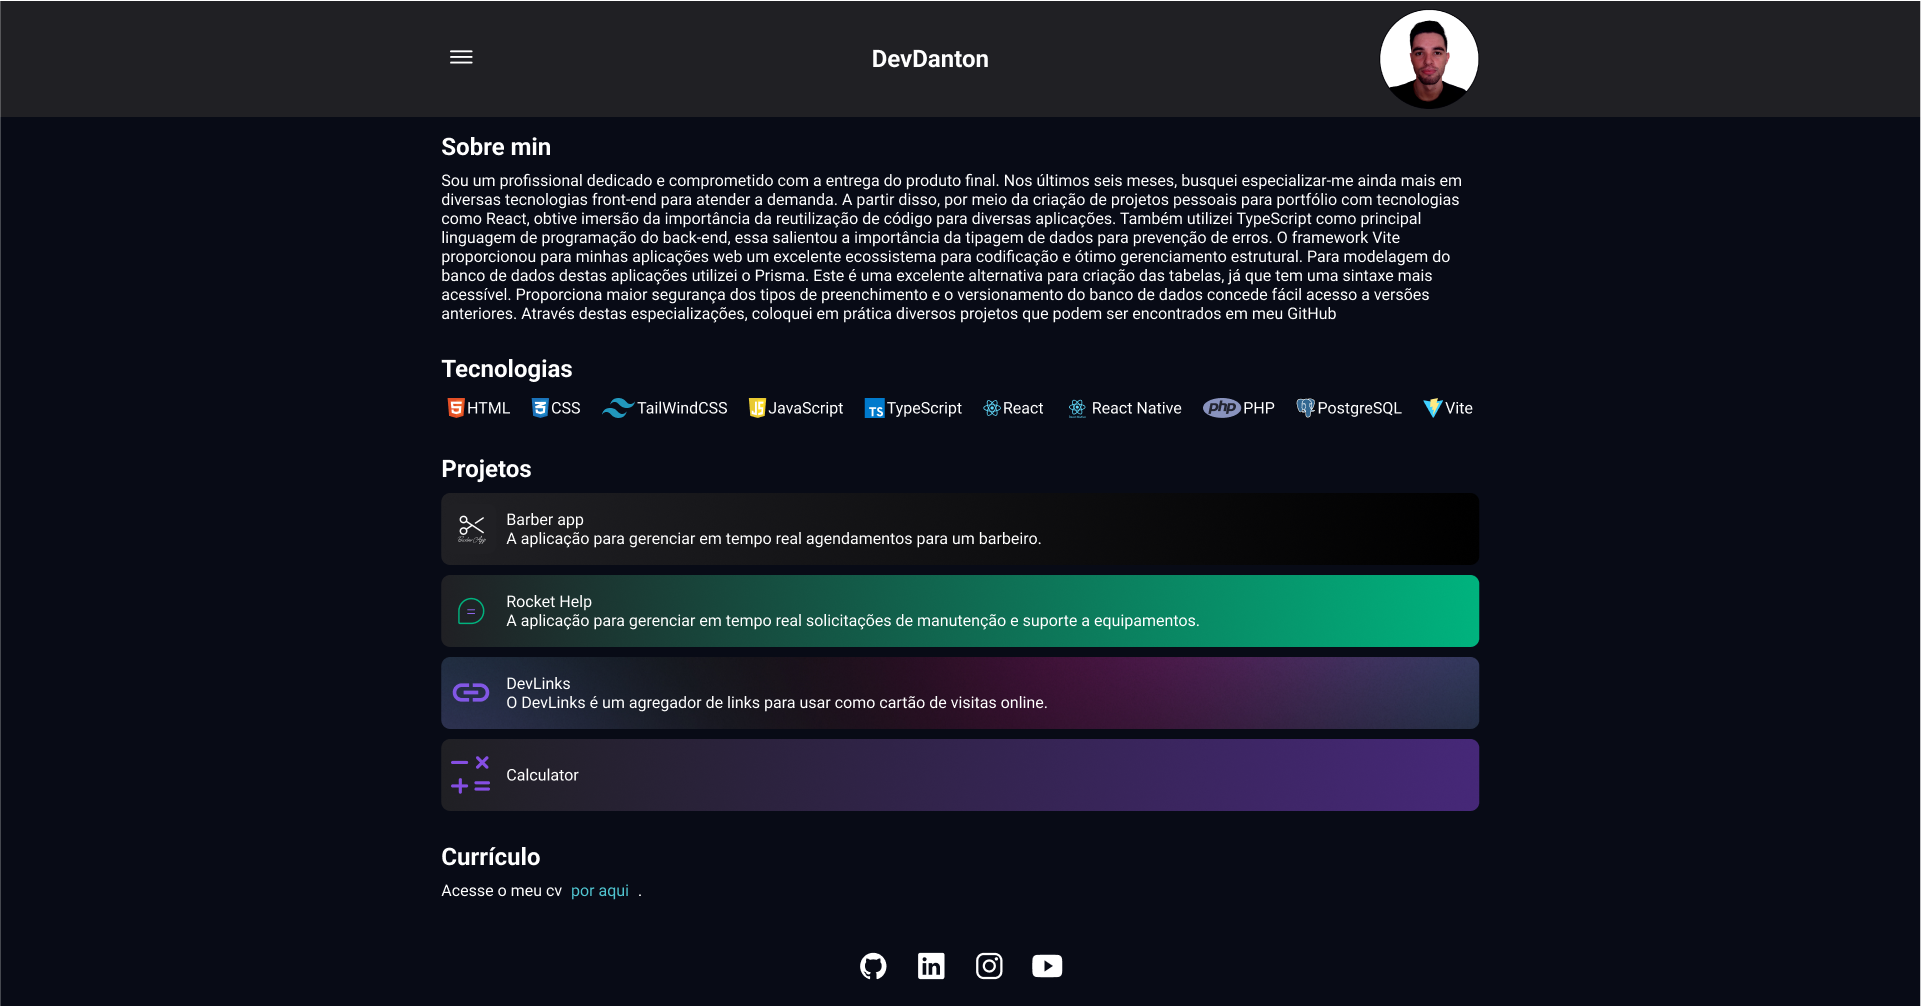 DevDanton
Sobre min
Sou um profissional dedicado e comprometido com a entrega do produto final. Nos últimos seis meses, busquei especializar-me ainda mais em
diversas tecnologias front-end para atender a demanda. A partir disso, por meio da criação de projetos pessoais para portfólio com tecnologias
como React, obtive imersão da importância da reutilização de código para diversas aplicações. Também utilizei TypeScript como principal
linguagem de programação do back-end, essa salientou a importância da tipagem de dados para prevenção de erros. O framework Vite
proporcionou para minhas aplicações web um excelente ecossistema para codificação e ótimo gerenciamento estrutural. Para modelagem do
banco de dados destas aplicações utilizei o Prisma. Este é uma excelente alternativa para criação das tabelas, já que tem uma sintaxe mais
acessível. Proporciona maior segurança dos tipos de preenchimento e o versionamento do banco de dados concede fácil acesso a versões
anteriores. Através destas especializações, coloquei em prática diversos projetos que podem ser encontrados em meu GitHub
Tecnologias
5 HTML 3 CSS TailWindCSS JS JavaScript TS TypeScript React React Native php PHP PostgreSQL Vite
Projetos
Barber app
A aplicação para gerenciar em tempo real agendamentos para um barbeiro.
Rocket Help
A aplicação para gerenciar em tempo real solicitações de manutenção e suporte a equipamentos.
DevLinks
O DevLinks é um agregador de links para usar como cartão de visitas online.
Calculator
Currículo
Acesse o meu cv por aqui .
in